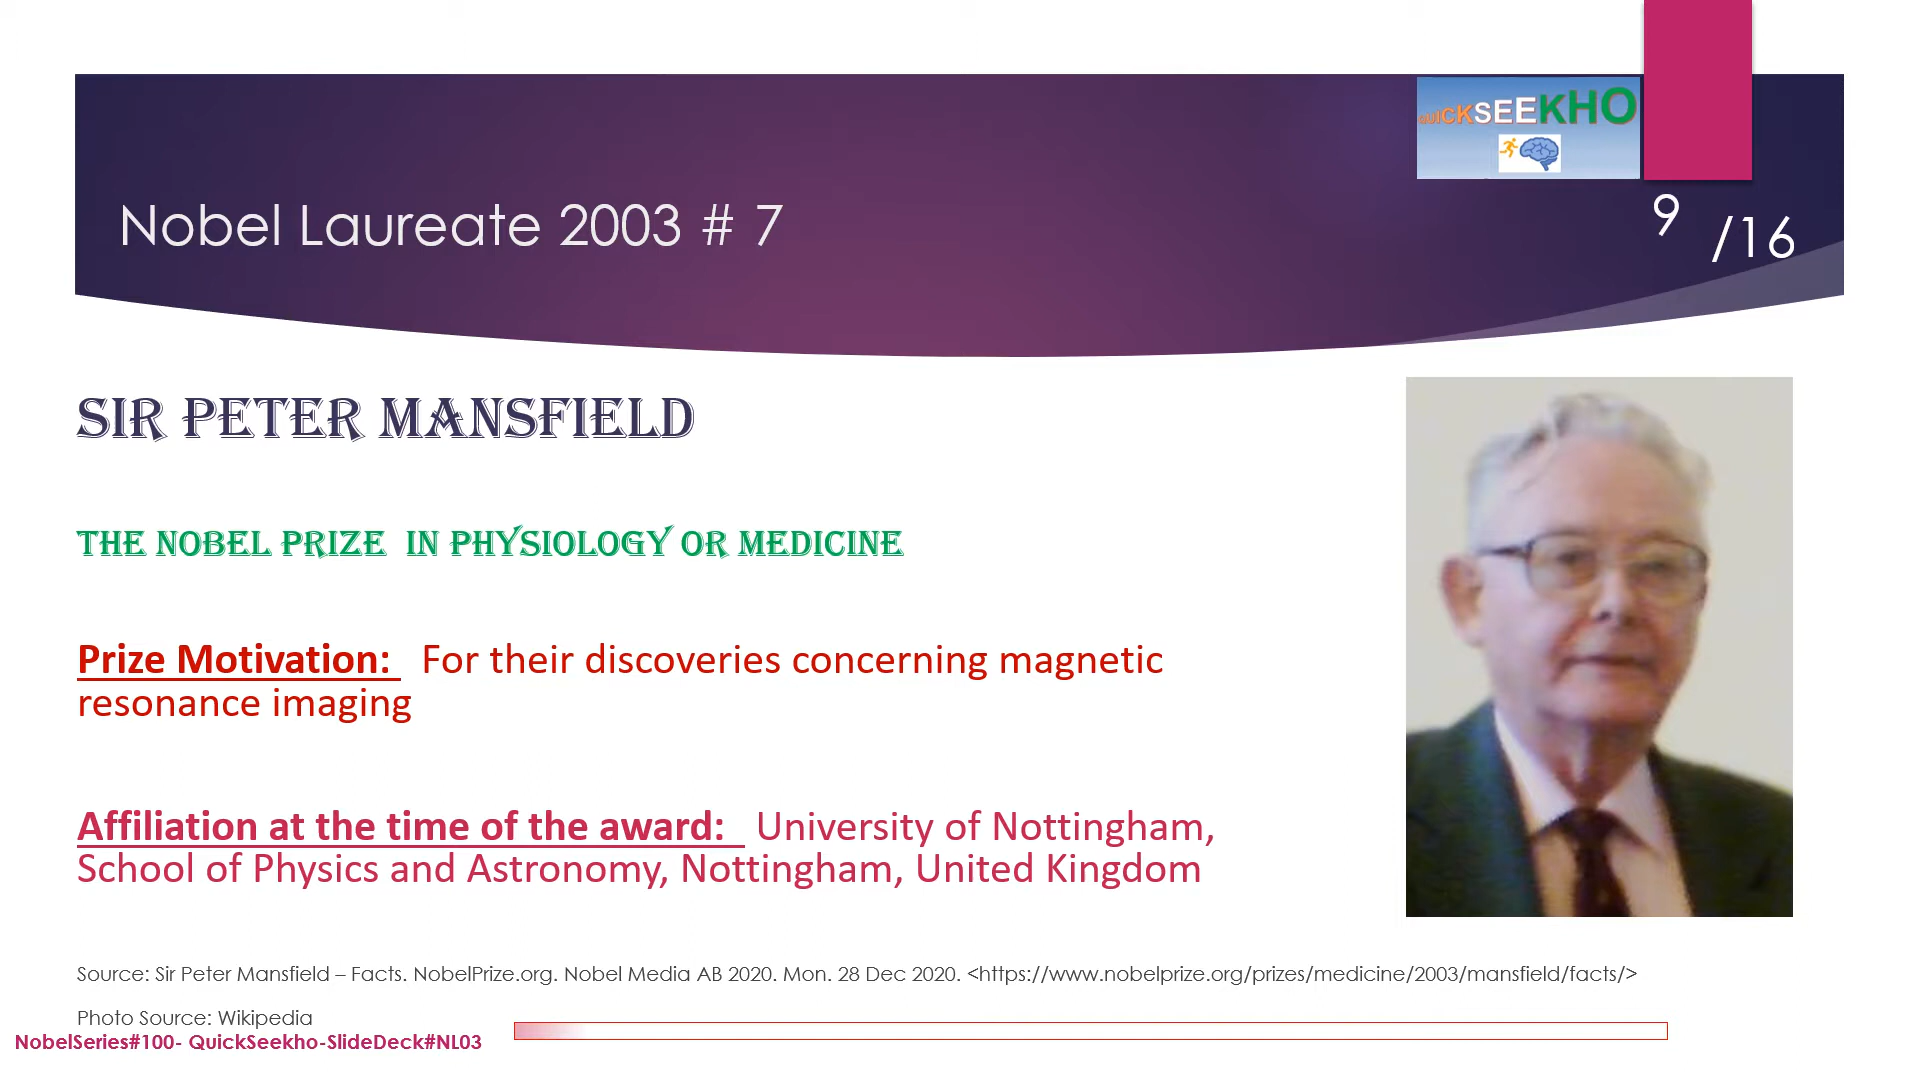 QUICKSEEKHO
Nobel Laureate 2003 # 7
9 /16
SIR PETER MANSFIELD
THE NOBEL PRIZE IN PHYSIOLOGY OR MEDICINE
Prize Motivation: For their discoveries concerning magnetic
resonance imaging
Affiliation at the time of the award: University of Nottingham,
School of Physics and Astronomy, Nottingham, United Kingdom
Source: Sir Peter Mansfield – Facts. NobelPrize.org. Nobel Media AB 2020. Mon. 28 Dec 2020. <https://www.nobelprize.org/prizes/medicine/2003/mansfield/facts/>
Photo Source: Wikipedia
NobelSeries#100- QuickSeekho-SlideDeck#NL03